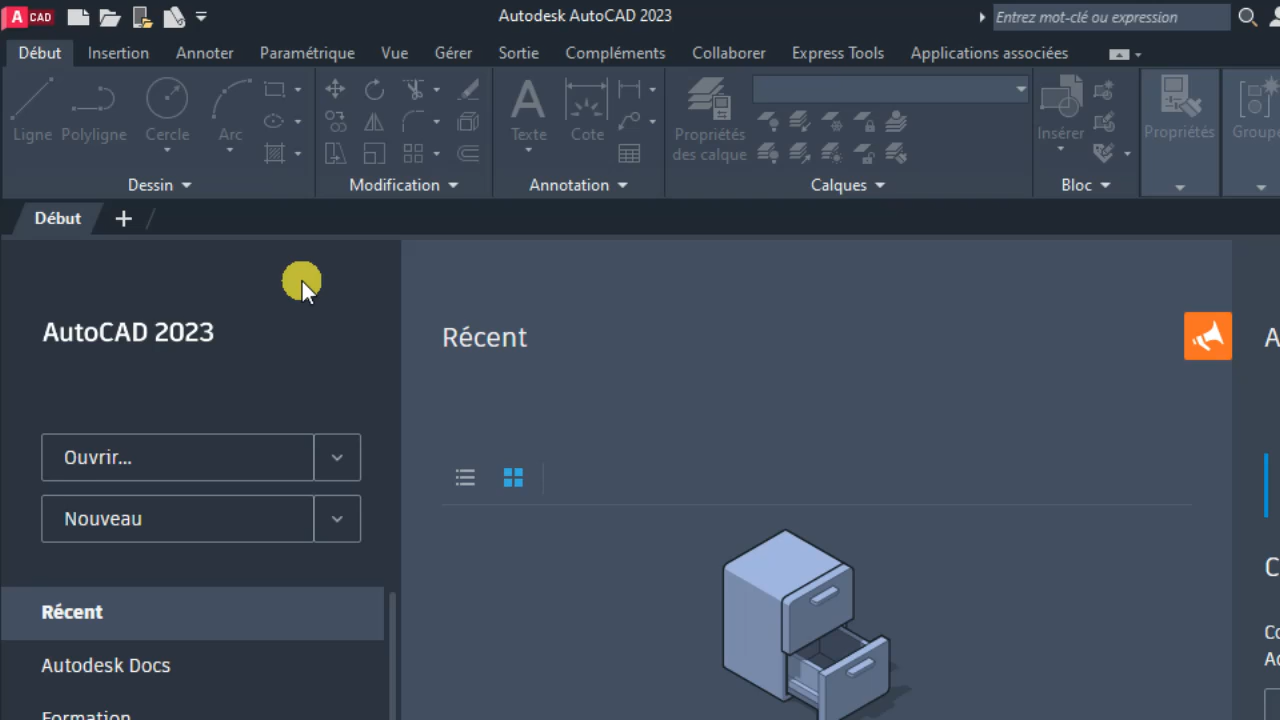 A CAD
Autodesk AutoCAD 2023
Entrez mot-clé ou expression
Début Insertion Annoter Paramétrique Vue Gérer Sortie Compléments Collaborer Express Tools Applications associées
Ligne Polyligne Cercle Arc
Texte Cote
Propriétés
des calque
Insérer
Propriétés
Groupe
Dessin Modification Annotation Calques Bloc
Début
AutoCAD 2023
Récent
Ouvrir...
Nouveau
Récent
Autodesk Docs
Formation